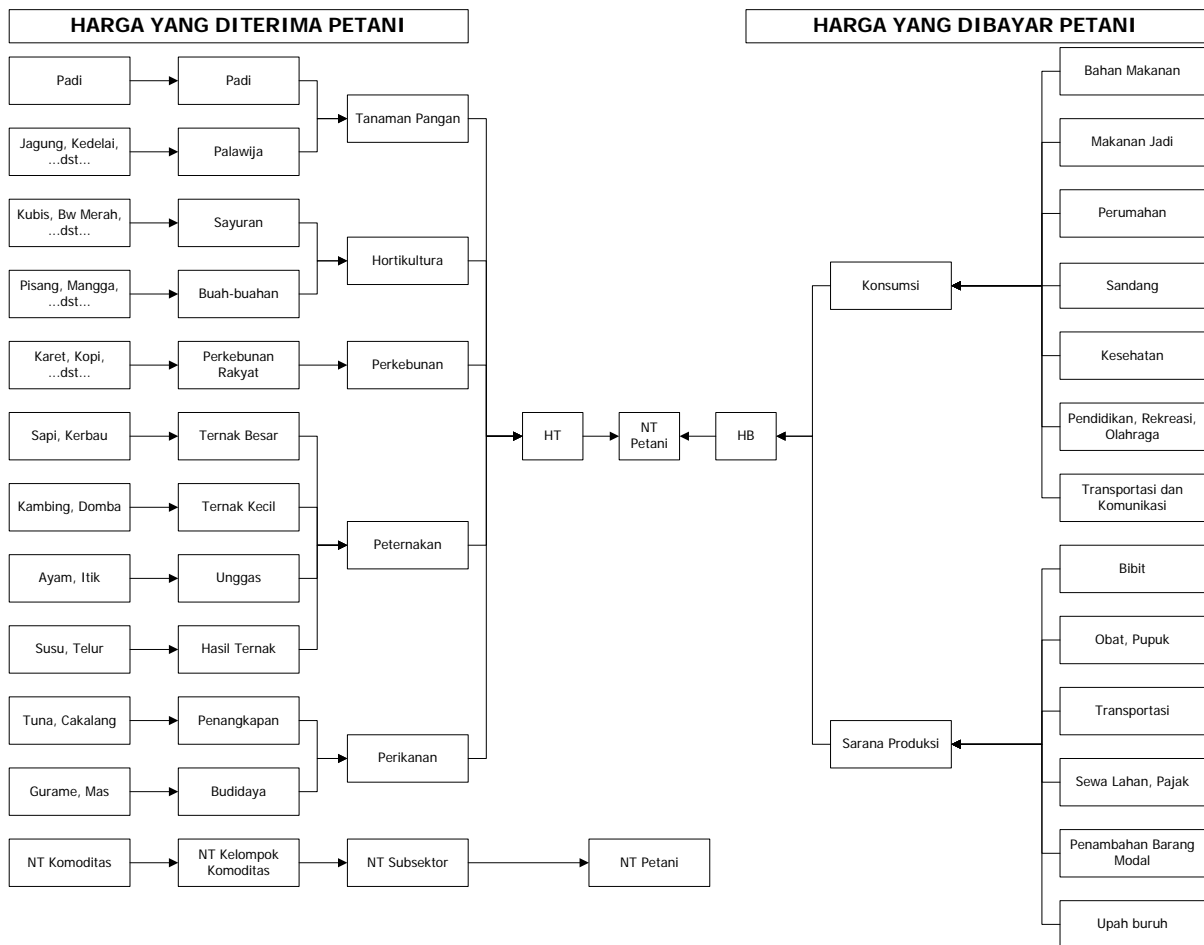 HARGA YANG DITERIMA PETANI
HARGA YANG DIBAYAR PETANI
Padi
Padi
Tanaman Pangan
Jagung, Kedelai,
...dst...
Palawija
Kubis, Bw Merah,
...dst...
Sayuran
Hortikultura
Pisang, Mangga,
...dst...
Buah-buahan
Karet, Kopi,
...dst...
Perkebunan
Rakyat
Perkebunan
Sapi, Kerbau
Ternak Besar
Kambing, Domba
Ternak Kecil
Peternakan
Ayam, Itik
Unggas
Susu, Telur
Hasil Ternak
Tuna, Cakalang
Penangkapan
Perikanan
Gurame, Mas
Budidaya
HT
NT
Petani
HB
Konsumsi
Sarana Produksi
Bahan Makanan
Makanan Jadi
Perumahan
Sandang
Kesehatan
Pendidikan, Rekreasi,
Olahraga
Transportasi dan
Komunikasi
Bibit
Obat, Pupuk
Transportasi
Sewa Lahan, Pajak
Penambahan Barang
Modal
Upah buruh
NT Komoditas
NT Kelompok
Komoditas
NT Subsektor
NT Petani